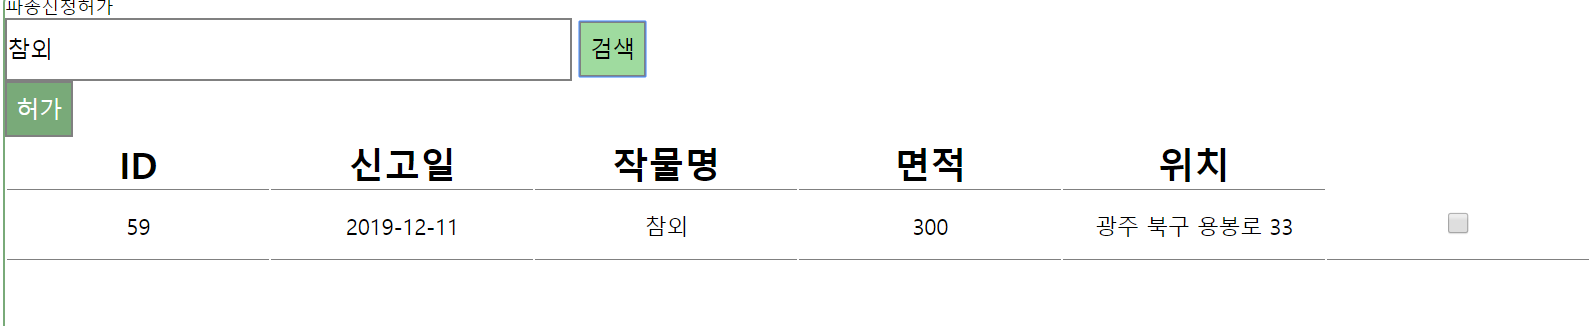 파종신청허가
참외 검색
허가
ID 신고일 작물명 면적 위치
59 2019-12-11 참외 300 광주 북구 용봉로 33